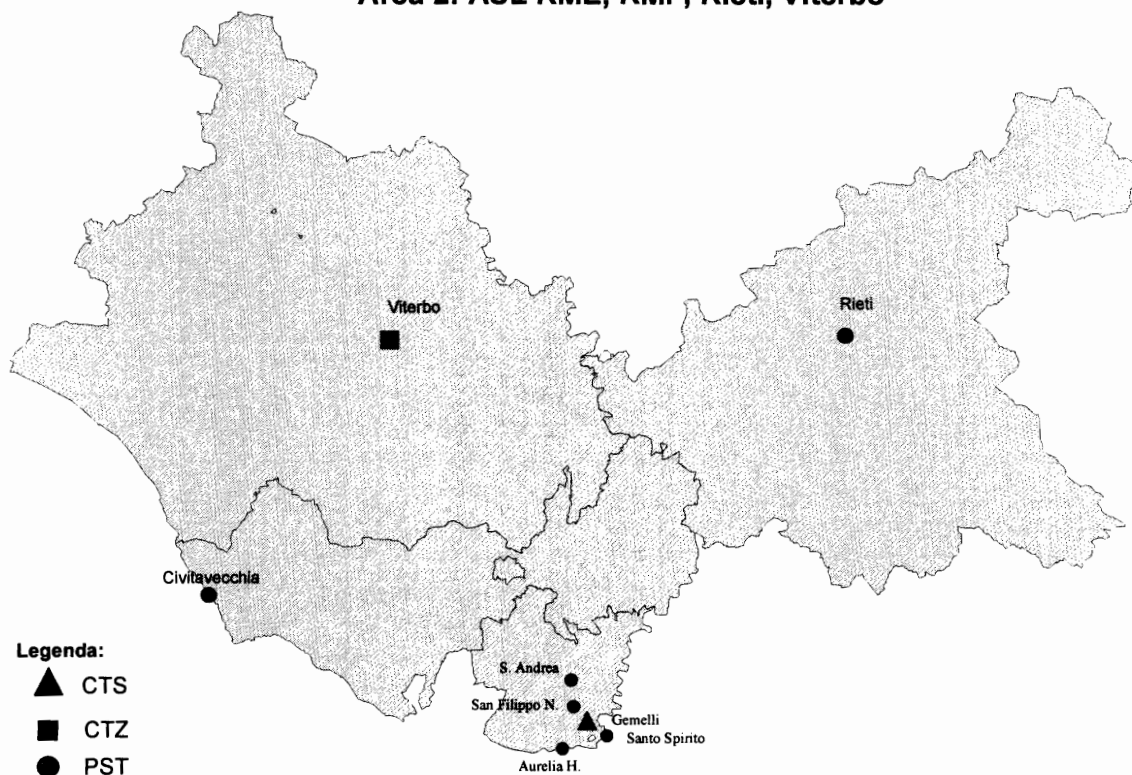 Area 2: ASL RME, RMF, Rieti, Viterbo
Viterbo
Rieti
Civitavecchia
Legenda:
CTS
CTZ
PST
S. Andrea
San Filippo N.
Gemelli
Santo Spirito
Aurelia H.